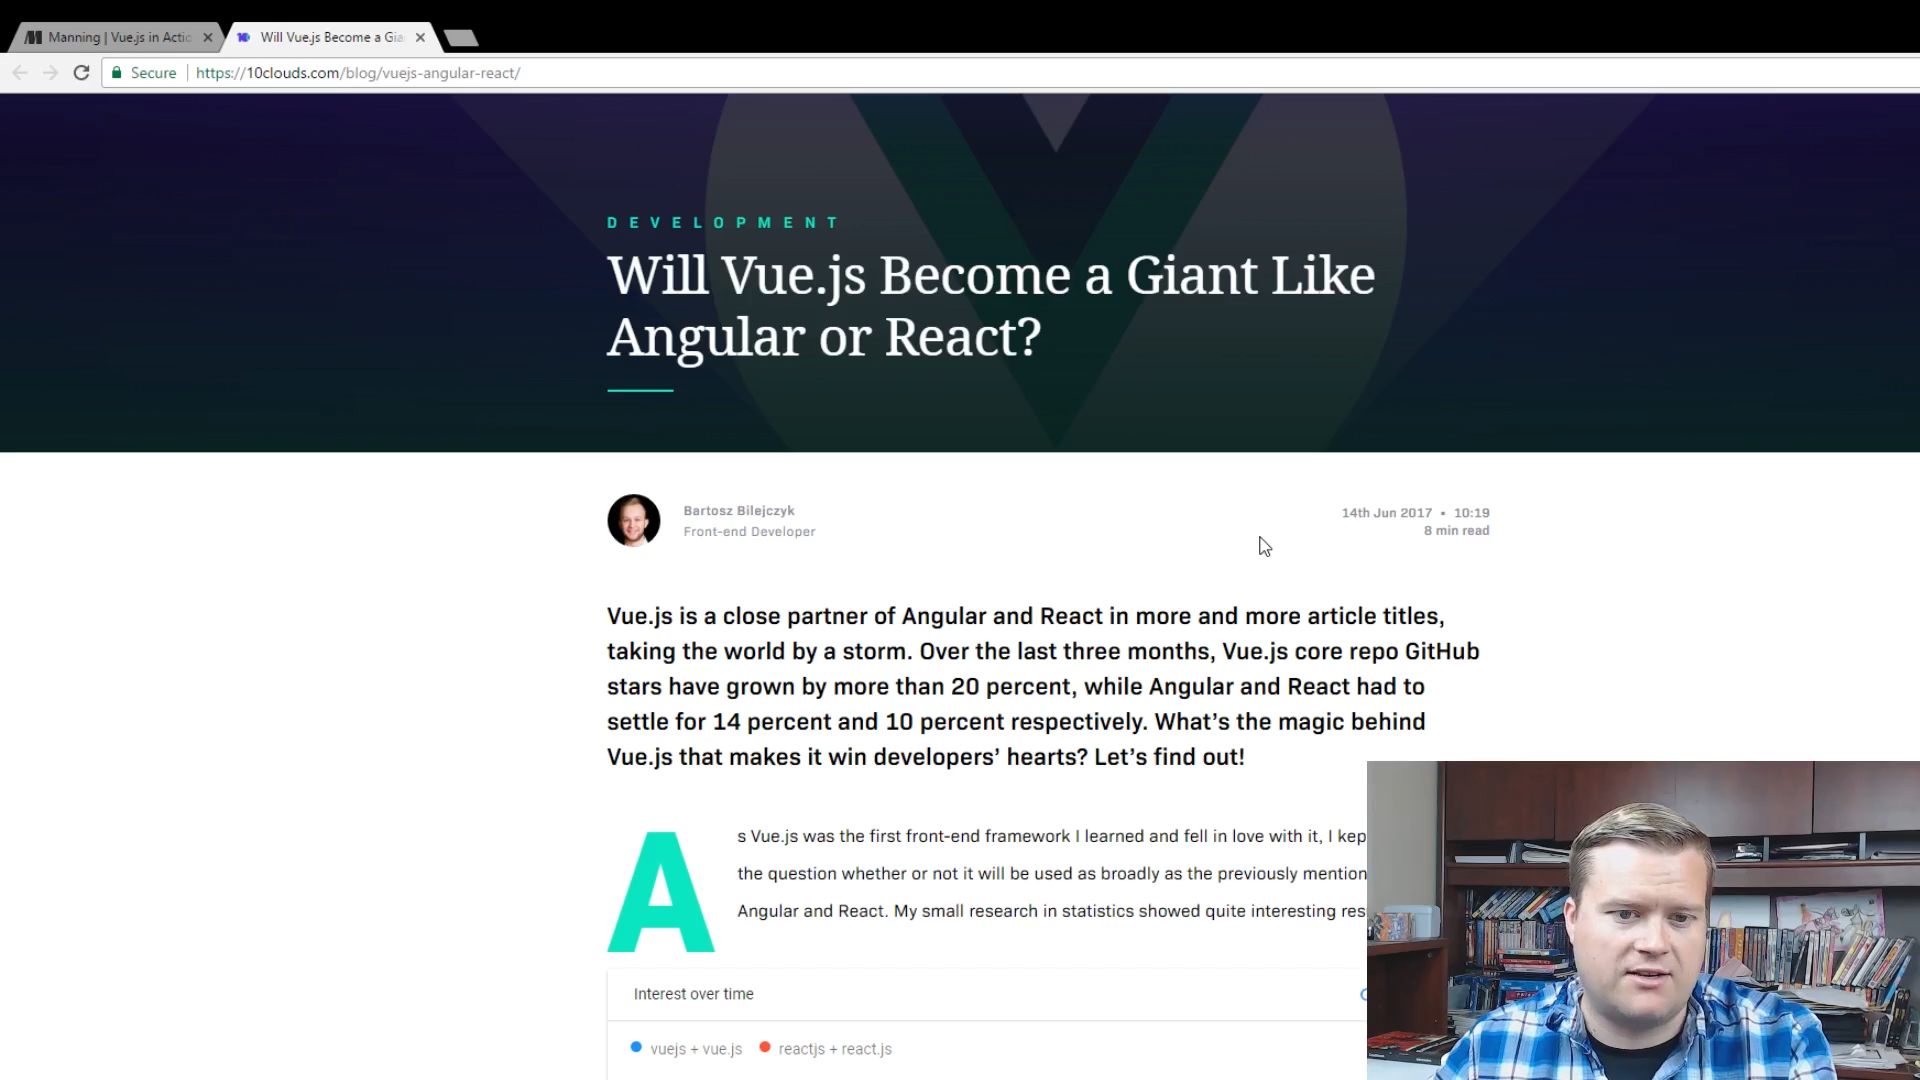 Manning | Vue.js in Actio
Will Vue.js Become a Gia
Secure
https://10clouds.com/blog/vuejs-angular-react/
DEVELOPMENT
Will Vue.js Become a Giant Like
Angular or React?
Bartosz Bilejczyk
Front-end Developer
14th Jun 2017 • 10:19
8 min read
Vue.js is a close partner of Angular and React in more and more article titles,
taking the world by a storm. Over the last three months, Vue.js core repo GitHub
stars have grown by more than 20 percent, while Angular and React had to
settle for 14 percent and 10 percent respectively. What's the magic behind
Vue.js that makes it win developers' hearts? Let's find out!
As Vue.js was the first front-end framework I learned and fell in love with it, I kep
the question whether or not it will be used as broadly as the previously mention
Angular and React. My small research in statistics showed quite interesting res
Interest over time
vuejs + vue.js
reactjs + react.js